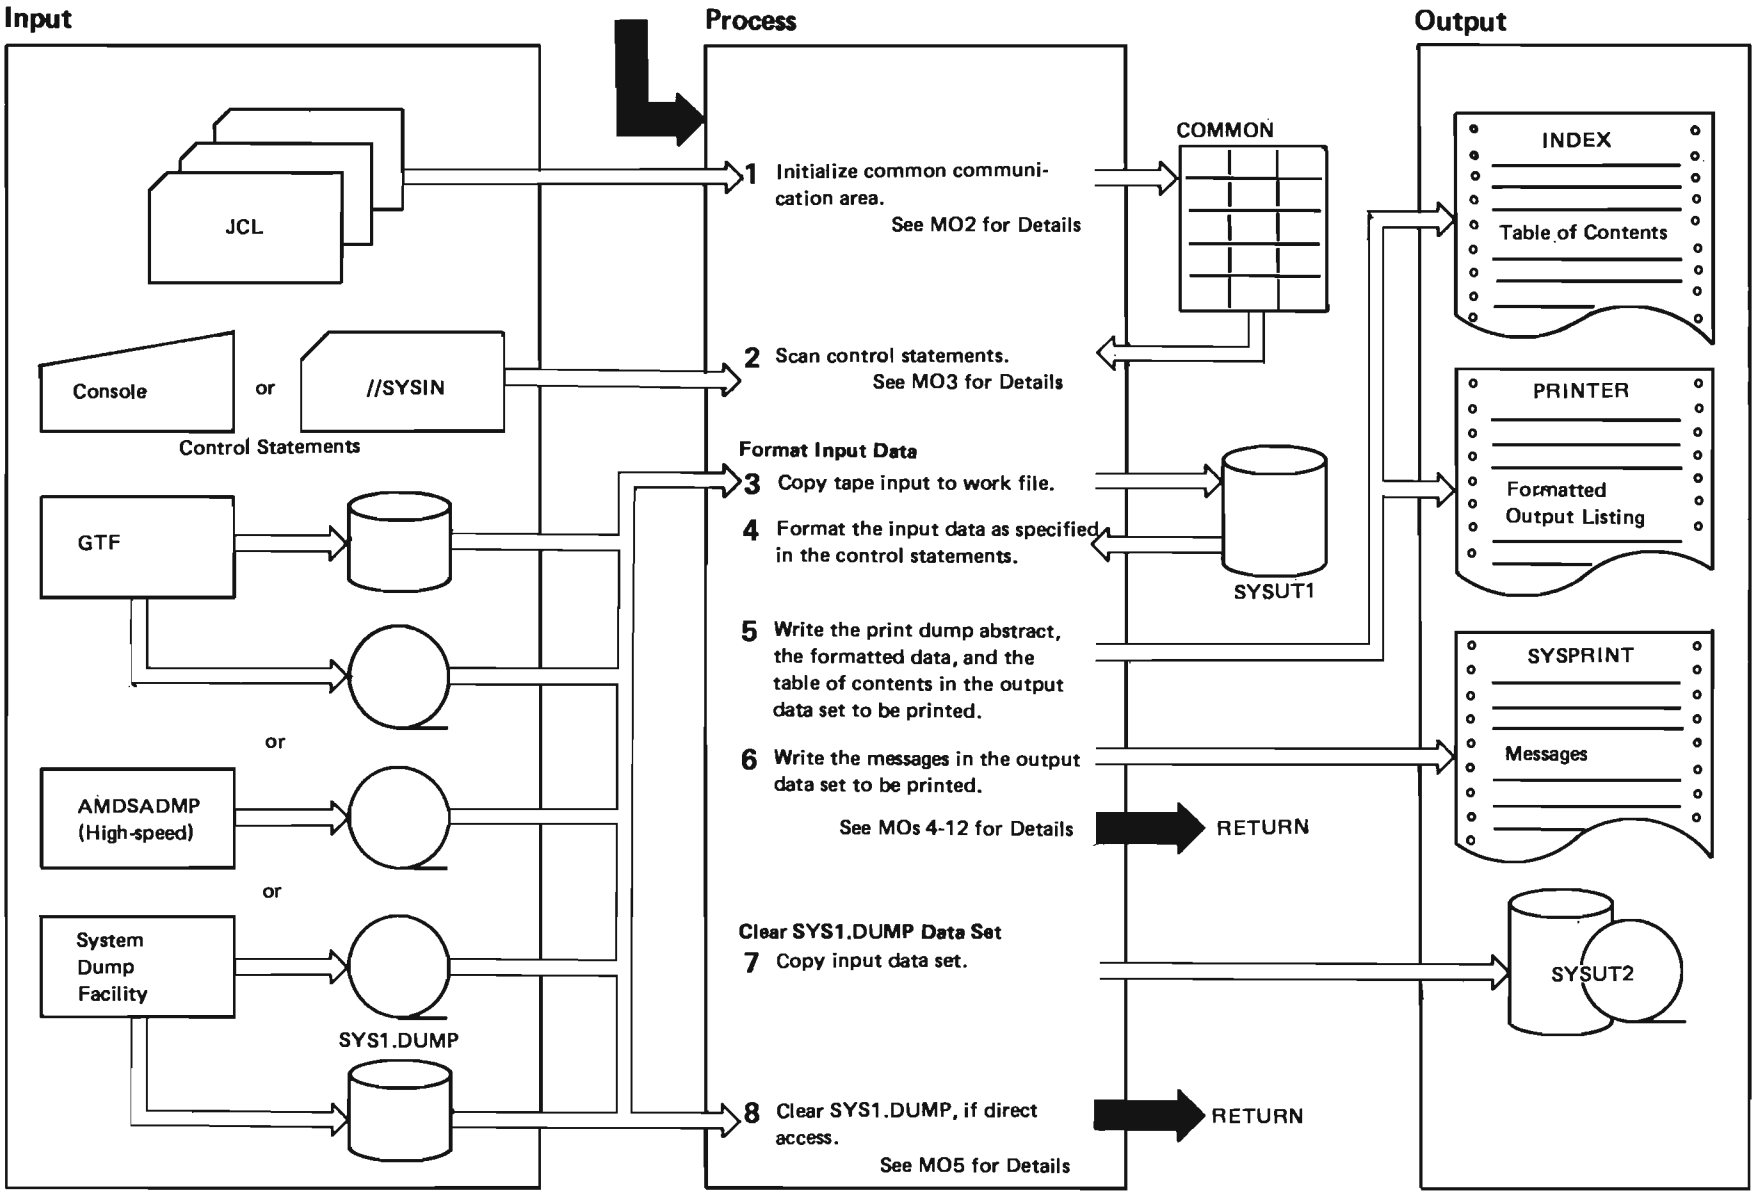 Input
Process
Output
JCL
Console
or
//SYSIN
Control Statements
GTF
or
AMDSADMP
(High-speed)
or
System
Dump
Facility
SYS1.DUMP
1 Initialize common communi-
cation area.
See MO2 for Details
2 Scan control statements.
See MO3 for Details
Format Input Data
3 Copy tape input to work file.
4 Format the input data as specified
in the control statements.
5 Write the print dump abstract,
the formatted data, and the
table of contents in the output
data set to be printed.
6 Write the messages in the output
data set to be printed.
See MOs 4-12 for Details
RETURN
Clear SYS1.DUMP Data Set
7 Copy input data set.
8 Clear SYS1.DUMP, if direct
access.
See MO5 for Details
RETURN
COMMON
SYSUT1
INDEX
Table of Contents
PRINTER
Formatted
Output Listing
SYSPRINT
Messages
SYSUT2